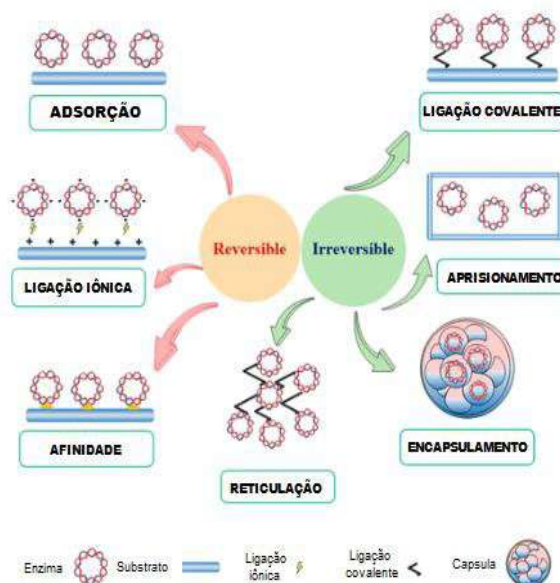 ADSORÇÃO
LIGAÇÃO COVALENTE
Reversible
Irreversible
LIGAÇÃO IÔNICA
APRISIONAMENTO
AFINIDADE
RETICULAÇÃO
ENCAPSULAMENTO
Enzima
Substrato
Ligação
iônica
Ligação
covalente
Capsula